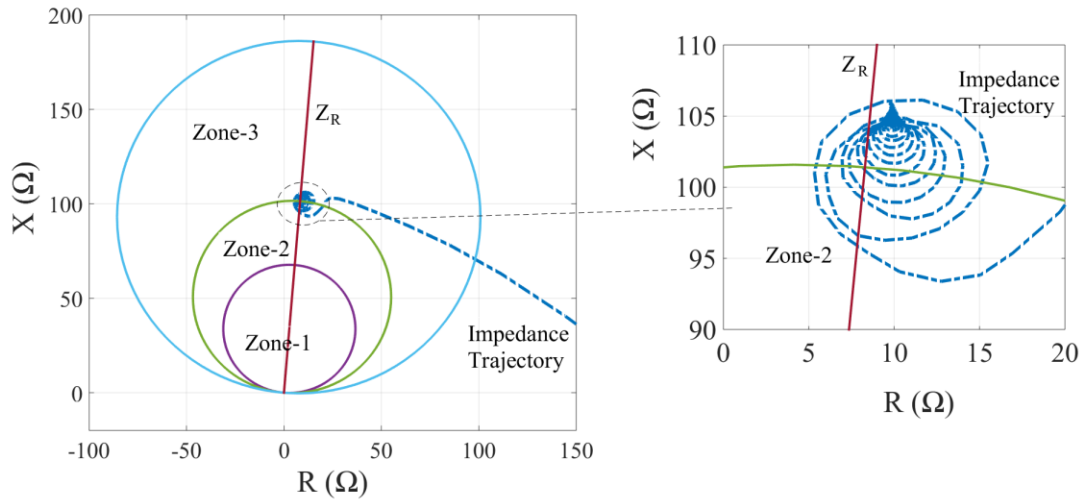 200
150
100
50
0
X (Ω)
Zone-3
Z_R
Zone-2
Zone-1
Impedance
Trajectory
-100
-50
0
50
100
150
R (Ω)
110
105
100
95
90
X (Ω)
Z_R
Impedance
Trajectory
Zone-2
0
5
10
15
20
R (Ω)